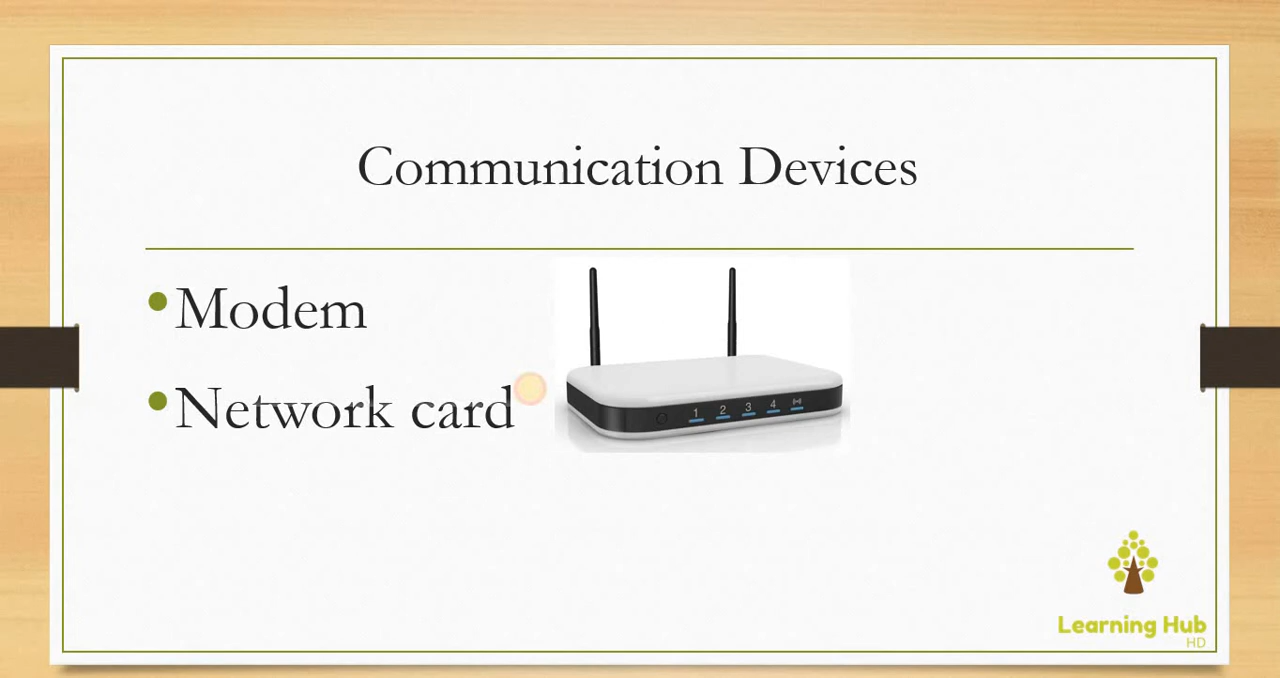 Communication Devices
Modem
Network card
1 2 3 4
Learning Hub
HD